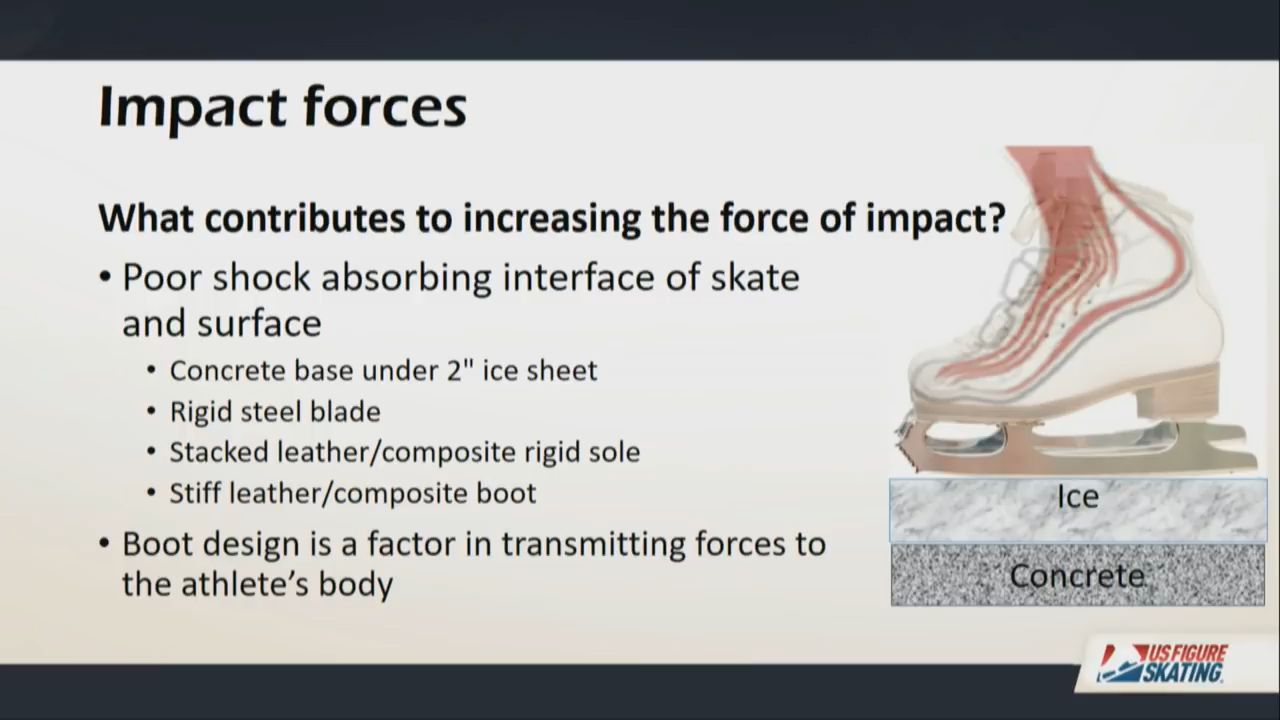 Impact forces
What contributes to increasing the force of impact?
• Poor shock absorbing interface of skate
and surface
• Concrete base under 2" ice sheet
• Rigid steel blade
• Stacked leather/composite rigid sole
• Stiff leather/composite boot
• Boot design is a factor in transmitting forces to
the athlete’s body
Ice
Concrete
US FIGURE
SKATING